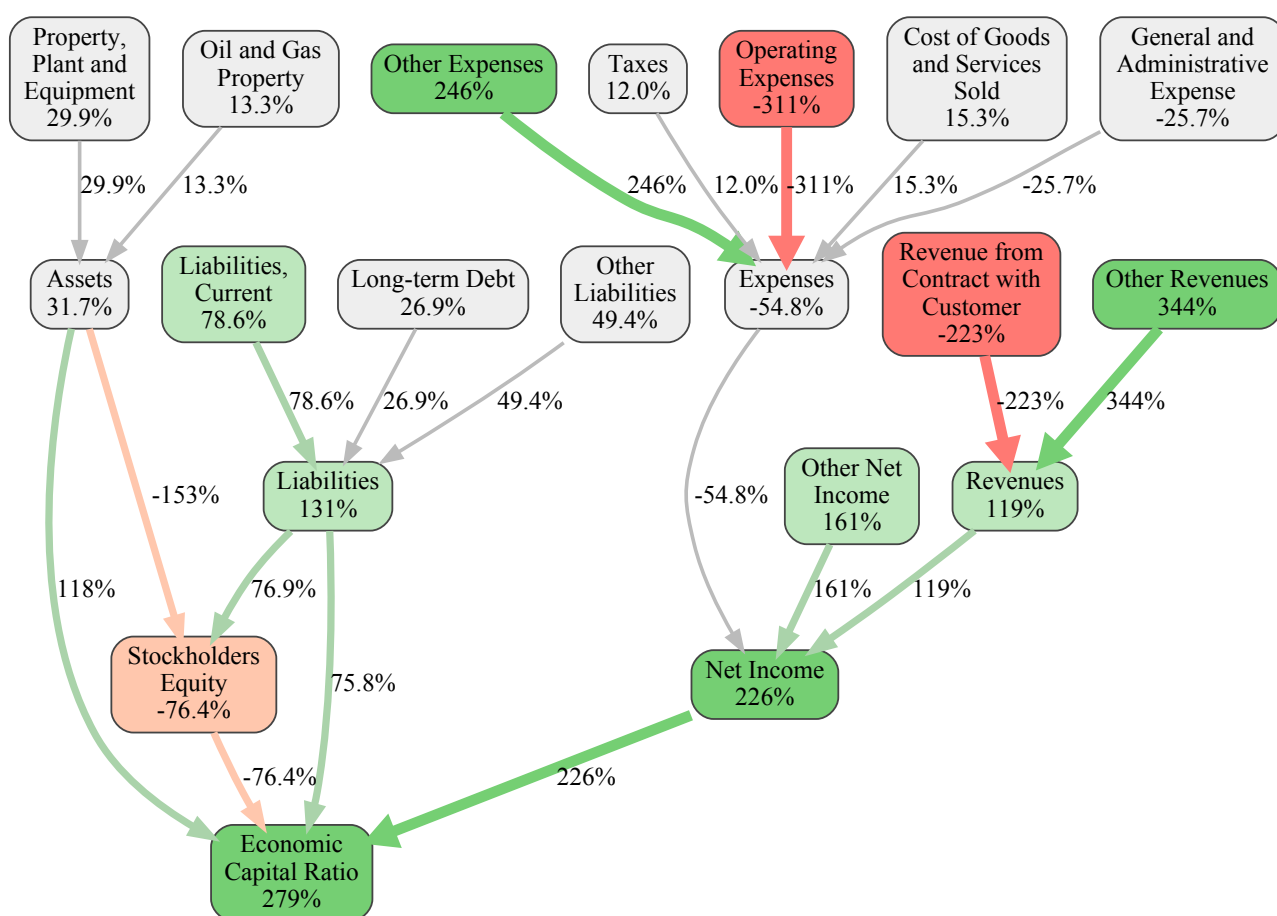 Property,
Plant and
Equipment
29.9%
Oil and Gas
Property
13.3%
Other Expenses
246%
Taxes
12.0%
Operating
Expenses
-311%
Cost of Goods
and Services
Sold
15.3%
General and
Administrative
Expense
-25.7%
29.9%
13.3%
246%
12.0%
-311%
15.3%
-25.7%
Assets
31.7%
Liabilities,
Current
78.6%
Long-term Debt
26.9%
Other
Liabilities
49.4%
Expenses
-54.8%
Revenue from
Contract with
Customer
-223%
Other Revenues
344%
78.6%
26.9%
49.4%
-223%
344%
-153%
Liabilities
131%
-54.8%
Other Net
Income
161%
Revenues
119%
118%
76.9%
161%
119%
Stockholders
Equity
-76.4%
75.8%
Net Income
226%
-76.4%
226%
Economic
Capital Ratio
279%